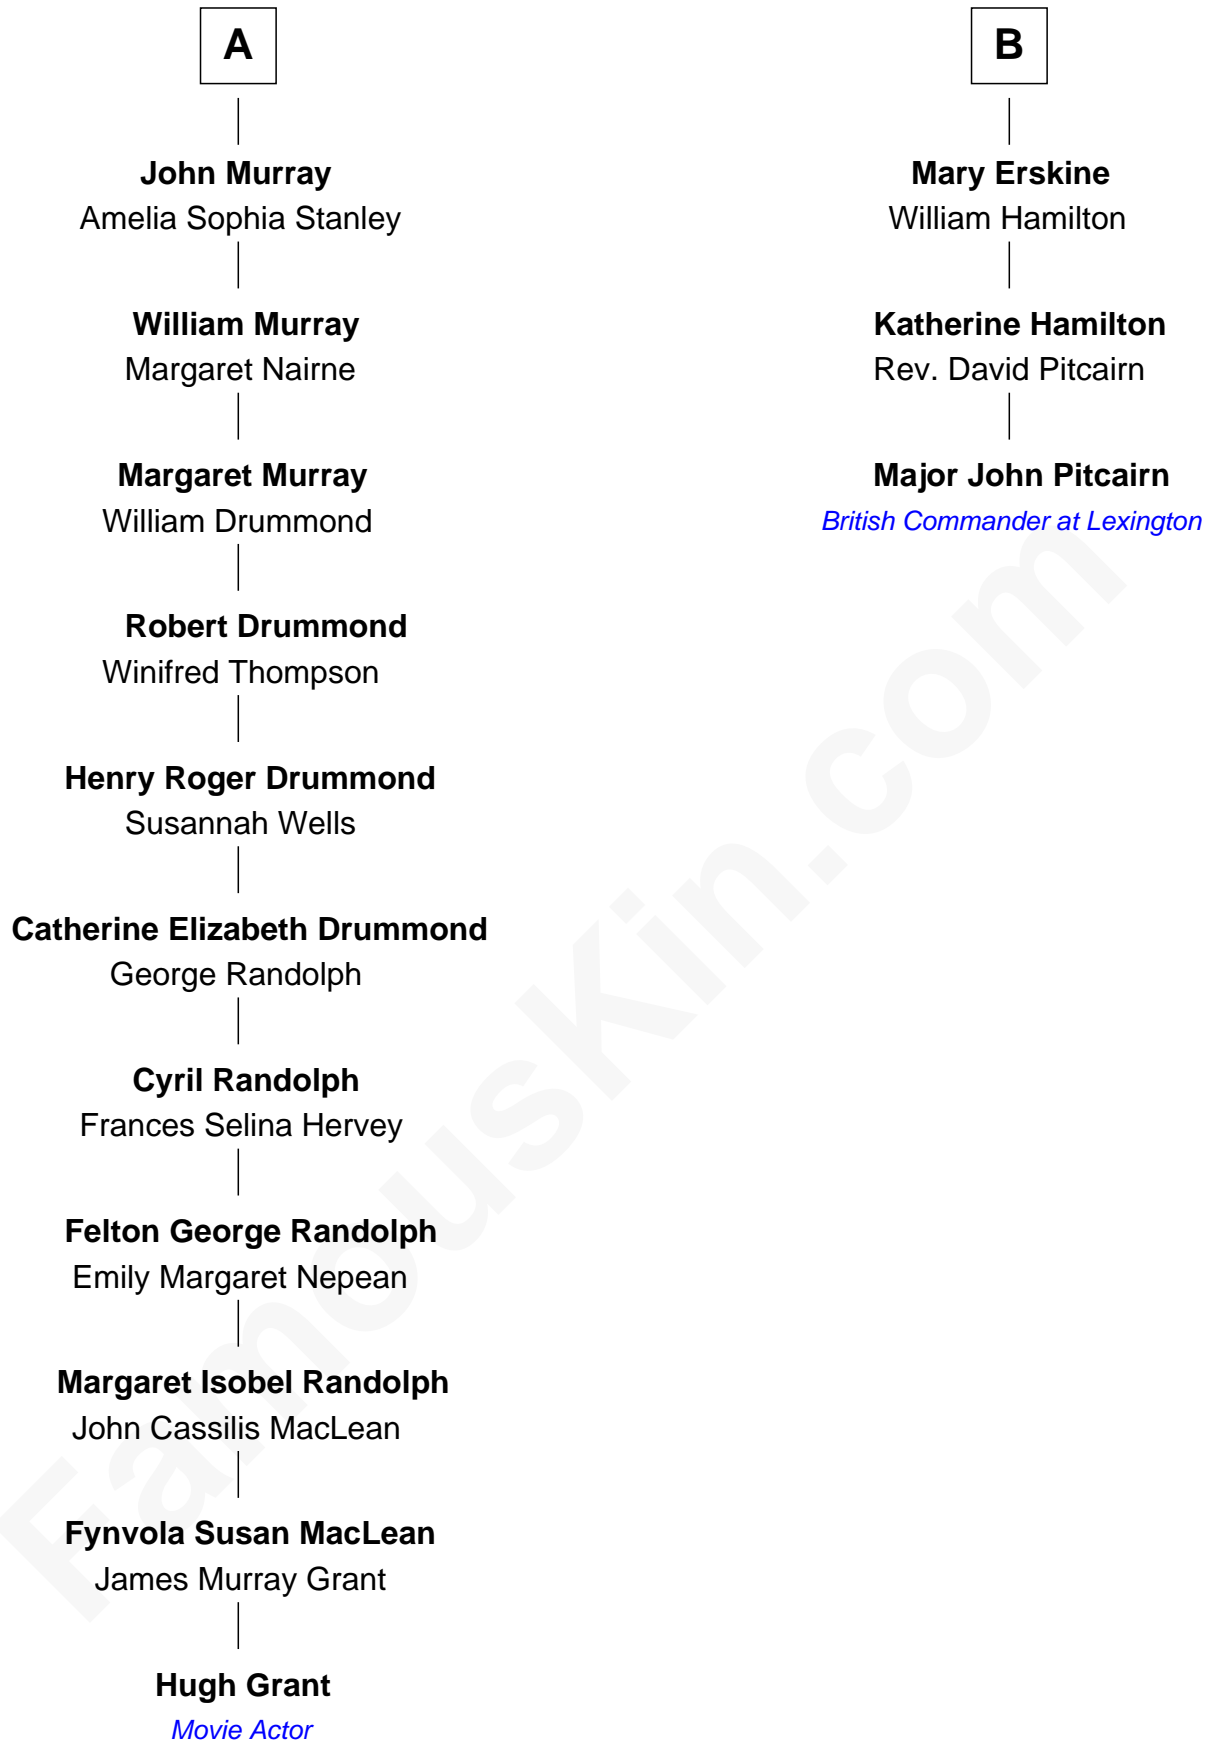 A
John Murray
Amelia Sophia Stanley
William Murray
Margaret Nairne
Margaret Murray
William Drummond
Robert Drummond
Winifred Thompson
Henry Roger Drummond
Susannah Wells
Catherine Elizabeth Drummond
George Randolph
Cyril Randolph
Frances Selina Hervey
Felton George Randolph
Emily Margaret Nepean
Margaret Isobel Randolph
John Cassilis MacLean
Fynvola Susan MacLean
James Murray Grant
Hugh Grant
Movie Actor
B
Mary Erskine
William Hamilton
Katherine Hamilton
Rev. David Pitcairn
Major John Pitcairn
British Commander at Lexington
FamousKin.com